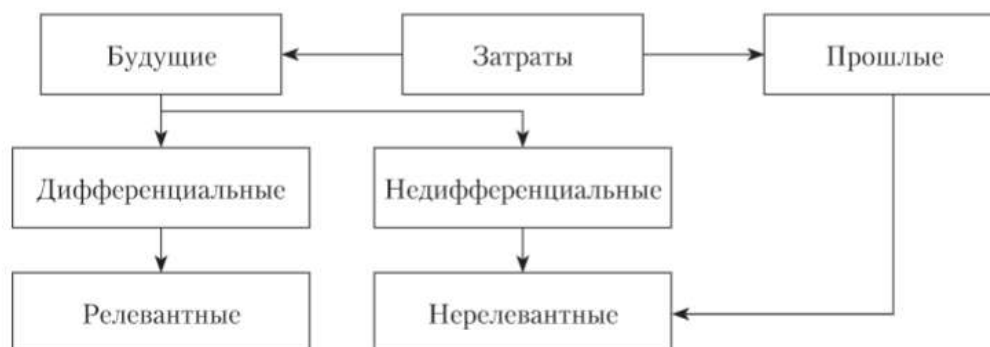 Будущие
Затраты
Прошлые
Дифференциальные
Недифференциальные
Релевантные
Нерелевантные